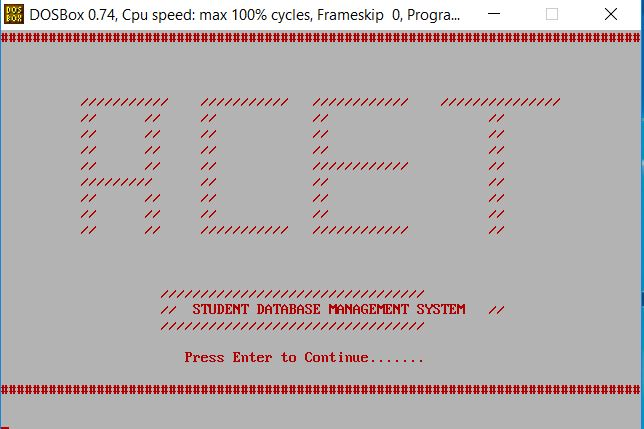 DOSBox 0.74, Cpu speed: max 100% cycles, Frameskip 0, Progra...
ACET
STUDENT DATABASE MANAGEMENT SYSTEM
Press Enter to Continue.......